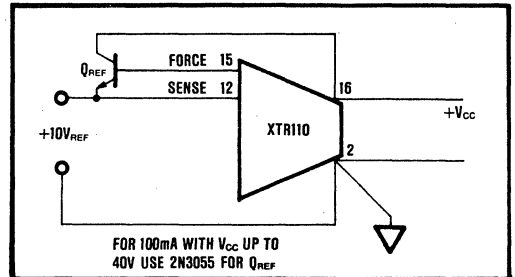 FORCE 15
QREF
SENSE 12
16
+VCC
XTR110
+10VREF
2
FOR 100mA WITH VCC UP TO
40V USE 2N3055 FOR QREF